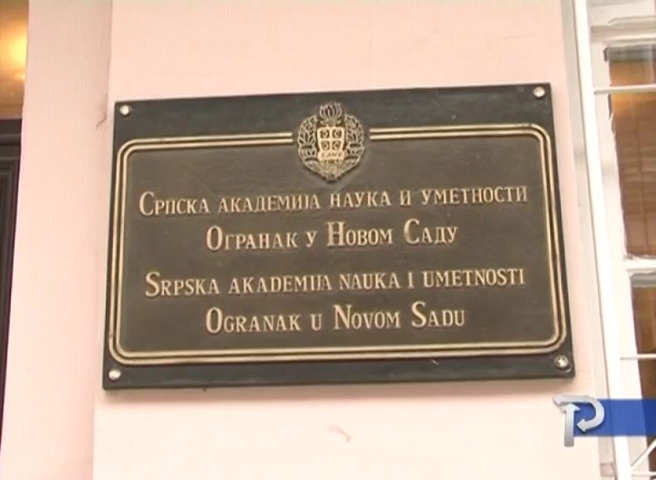 СРПСКА АКАДЕМИЈА НАУКА И УМЕТНОСТИ
ОГРАНАК У НОВОМ САДУ
SRPSKA AKADEMIJA NAUKA I UMETNOSTI
OGRANAK U NOVOM SADU